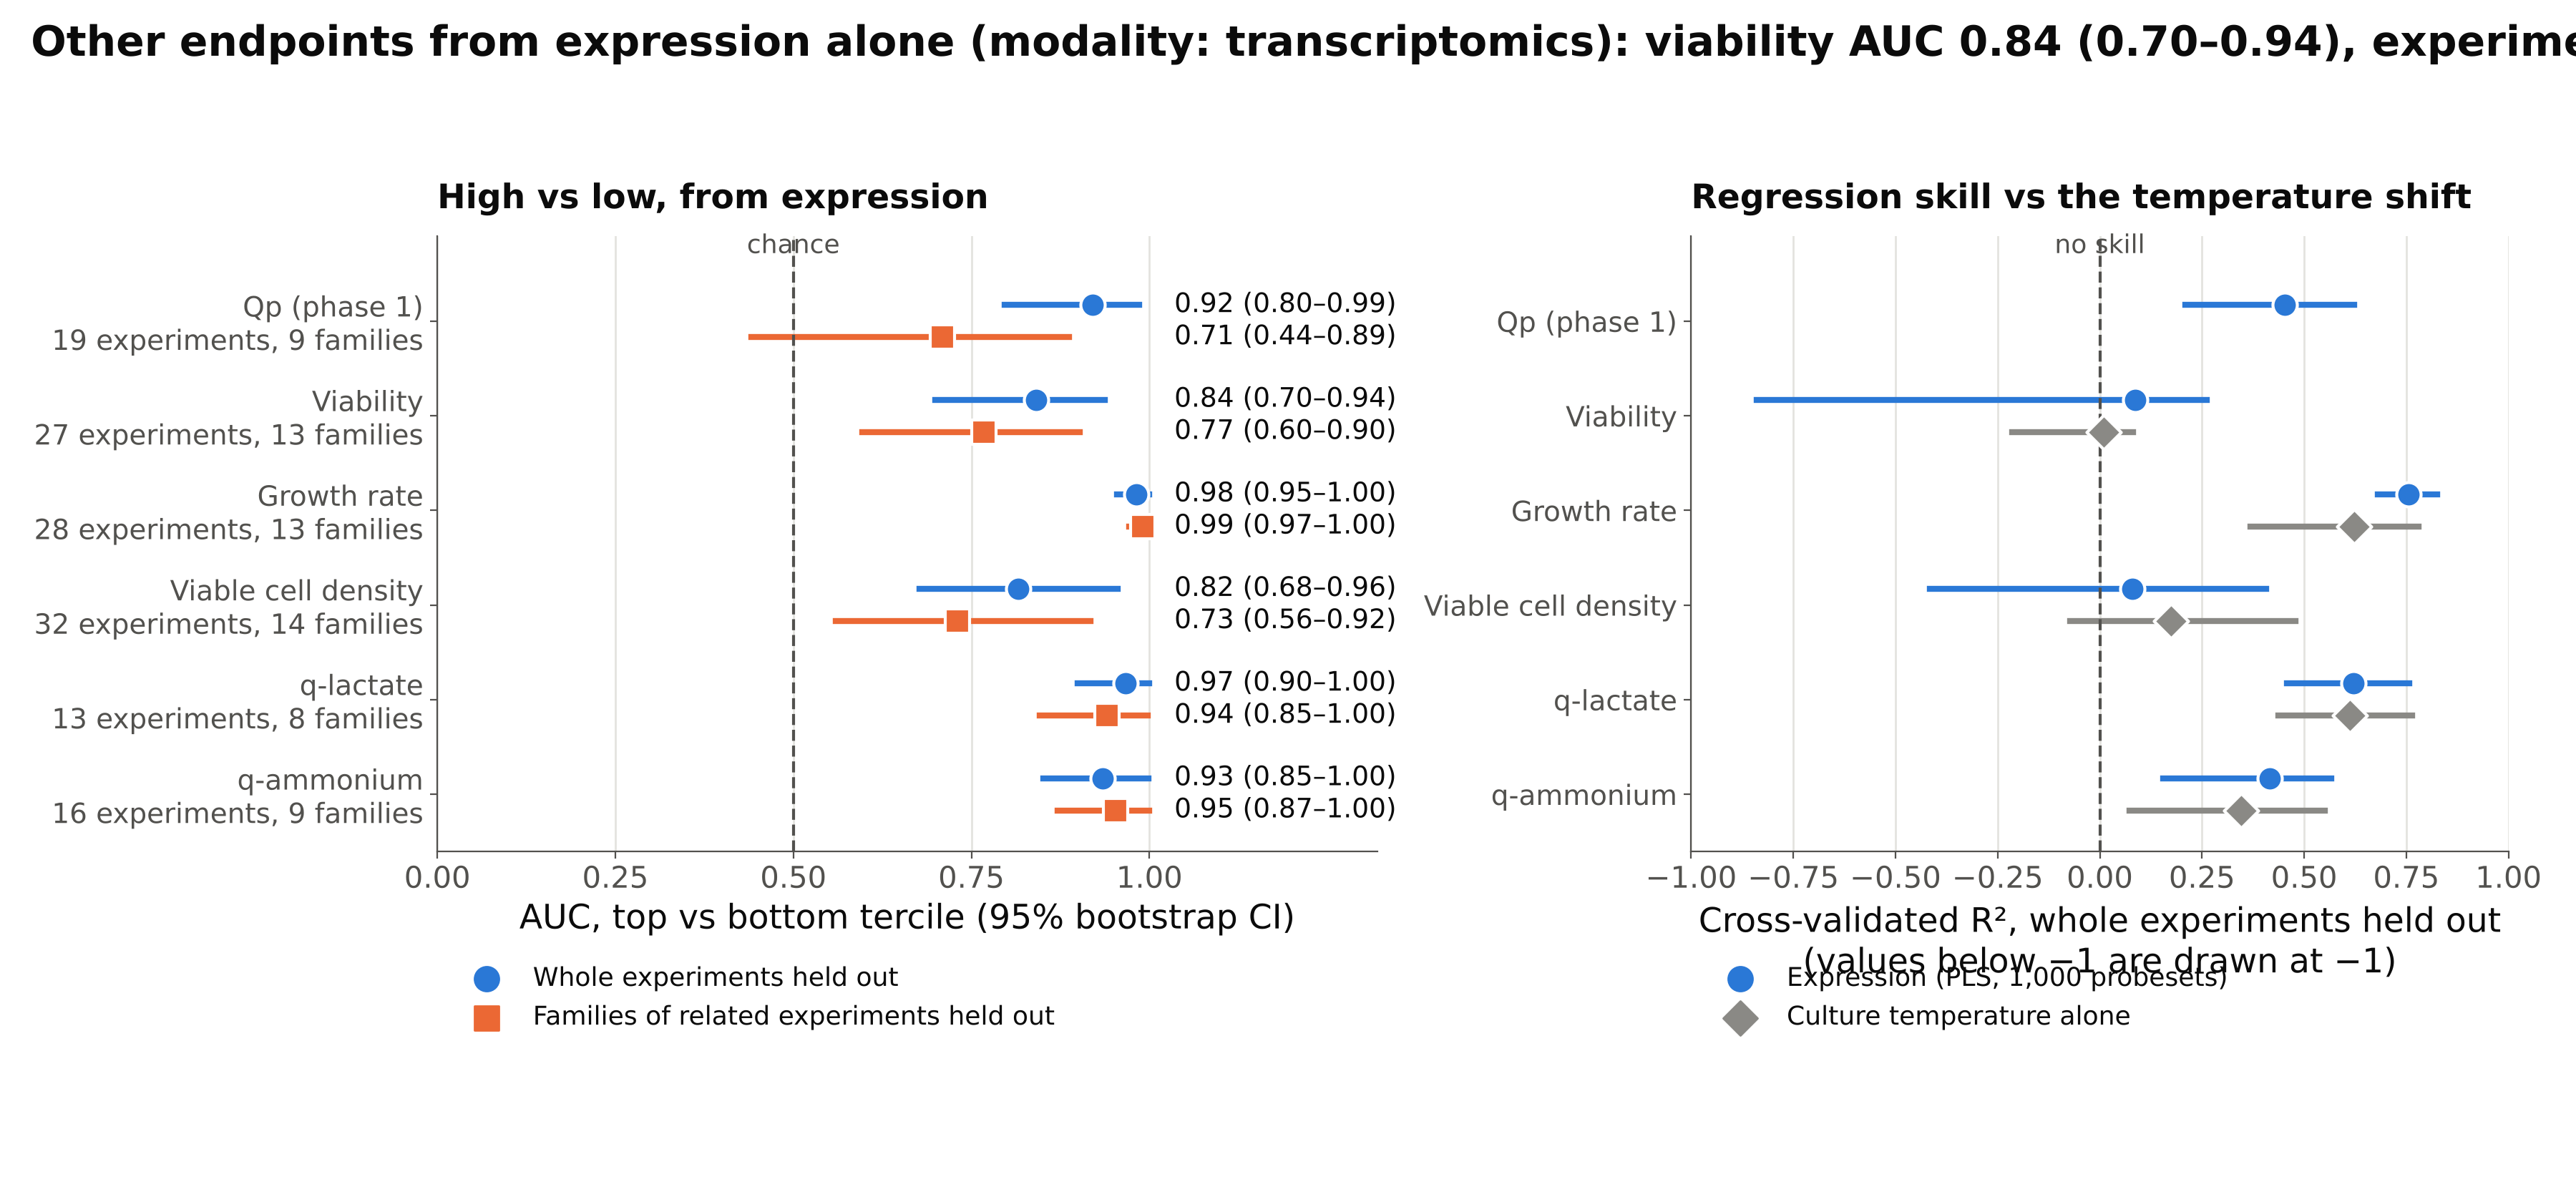 Other endpoints from expression alone (modality: transcriptomics): viability AUC 0.84 (0.70–0.94),
High vs low, from expression
chance
Qp (phase 1)
19 experiments, 9 families
0.92 (0.80–0.99)
0.71 (0.44–0.89)
Viability
27 experiments, 13 families
0.84 (0.70–0.94)
0.77 (0.60–0.90)
Growth rate
28 experiments, 13 families
0.98 (0.95–1.00)
0.99 (0.97–1.00)
Viable cell density
32 experiments, 14 families
0.82 (0.68–0.96)
0.73 (0.56–0.92)
q-lactate
13 experiments, 8 families
0.97 (0.90–1.00)
0.94 (0.85–1.00)
q-ammonium
16 experiments, 9 families
0.93 (0.85–1.00)
0.95 (0.87–1.00)
0.00 0.25 0.50 0.75 1.00
AUC, top vs bottom tercile (95% bootstrap CI)
Whole experiments held out
Families of related experiments held out
Regression skill vs the temperature shift
no skill
Qp (phase 1)
Viability
Growth rate
Viable cell density
q-lactate
q-ammonium
−1.00 −0.75 −0.50 −0.25 0.00 0.25 0.50 0.75 1.00
Cross-validated R², whole experiments held out
(values below −1 are drawn at −1)
Expression (PLS, 1,000 probesets)
Culture temperature alone